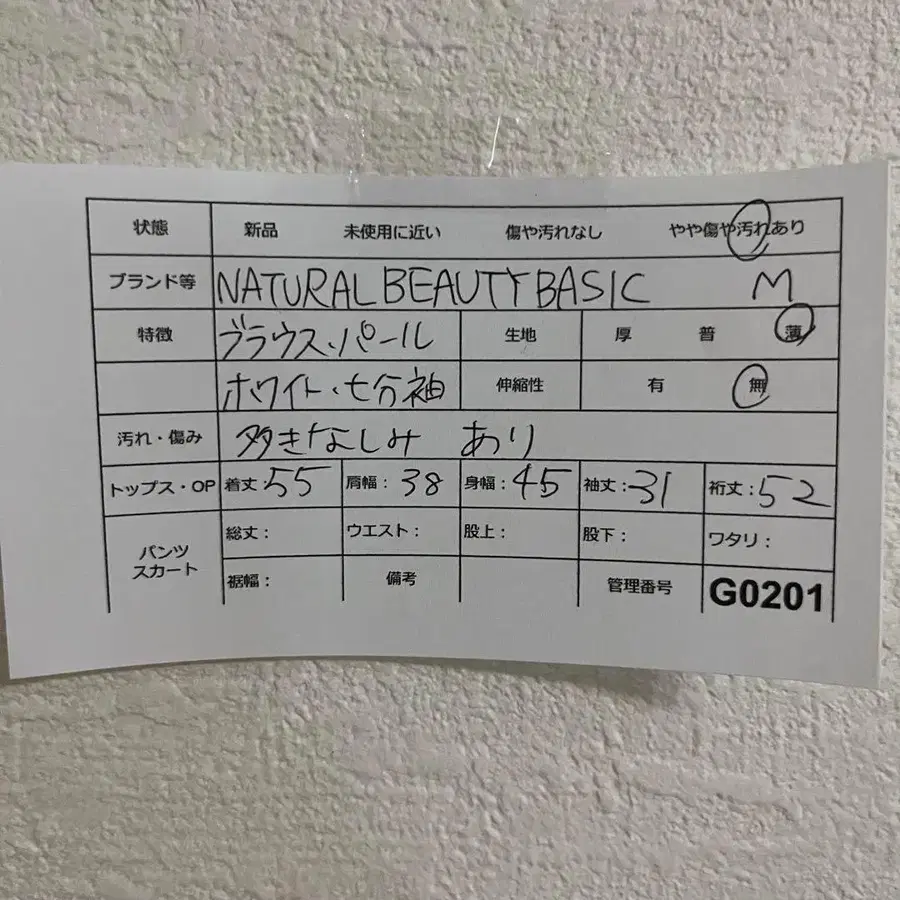 状態 新品 未使用に近い 傷や汚れなし やや傷や汚れあり
ブランド等 NATURAL BEAUTY BASIC M
特徴 ブラウス・パール 生地 厚 普 薄
ホワイト・七分袖 伸縮性 有 無
汚れ・傷み 多きなしみ あり
トップス・OP 着丈:55 肩幅:38 身幅:45 袖丈:31 裄丈:52
パンツ スカート 総丈: ウエスト: 股上: 股下: ワタリ:
裾幅: 備考 管理番号 G0201